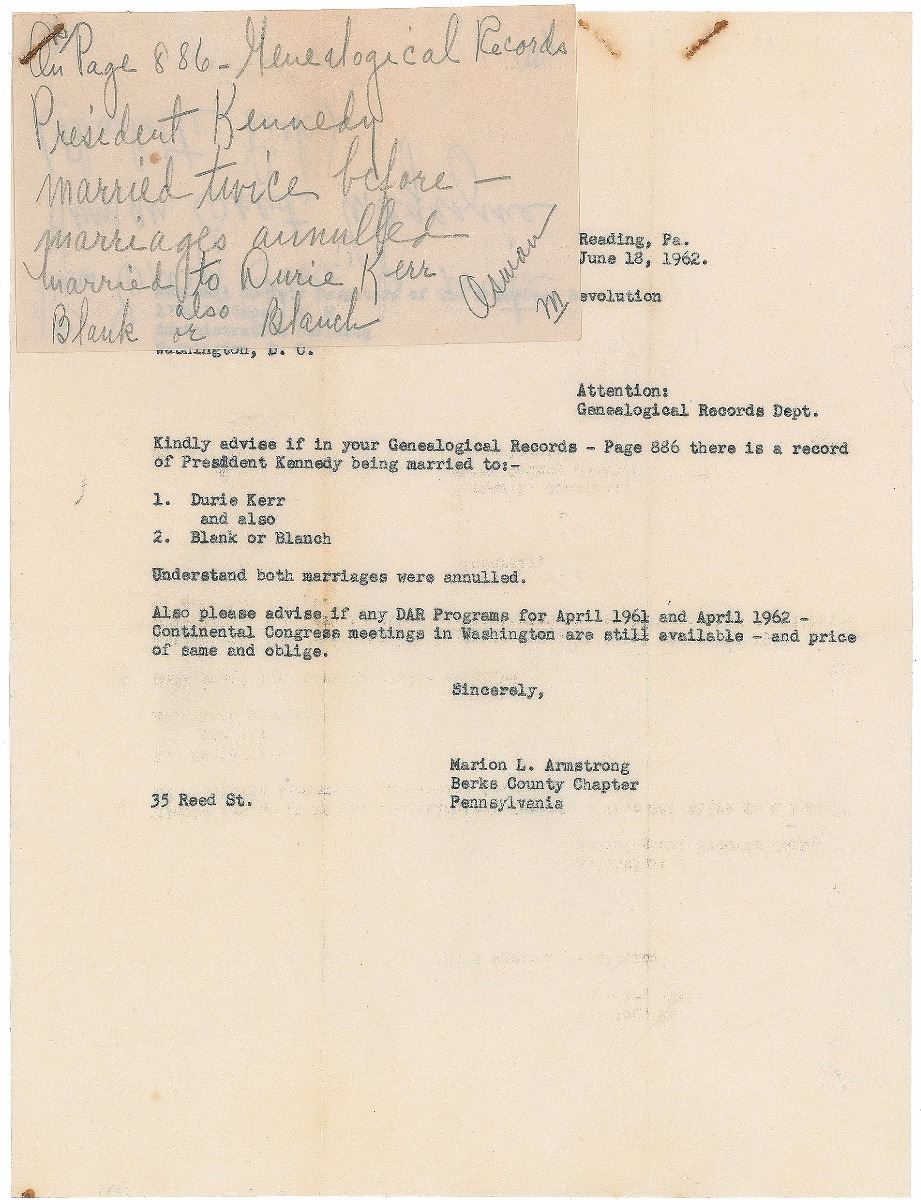 On Page 886 - Genealogical Records
President Kennedy
married twice before -
marriages annulled
married to Durie Kerr
also
Blank or Blanch
Osman
M
Reading, Pa.
June 18, 1962.
evolution
Washington, D. C.
Attention:
Genealogical Records Dept.
Kindly advise if in your Genealogical Records - Page 886 there is a record
of President Kennedy being married to:-
1. Durie Kerr
and also
2. Blank or Blanch
Understand both marriages were annulled.
Also please advise if any DAR Programs for April 1961 and April 1962 -
Continental Congress meetings in Washington are still available - and price
of same and oblige.
Sincerely,
Marion L. Armstrong
Berks County Chapter
35 Reed St. Pennsylvania